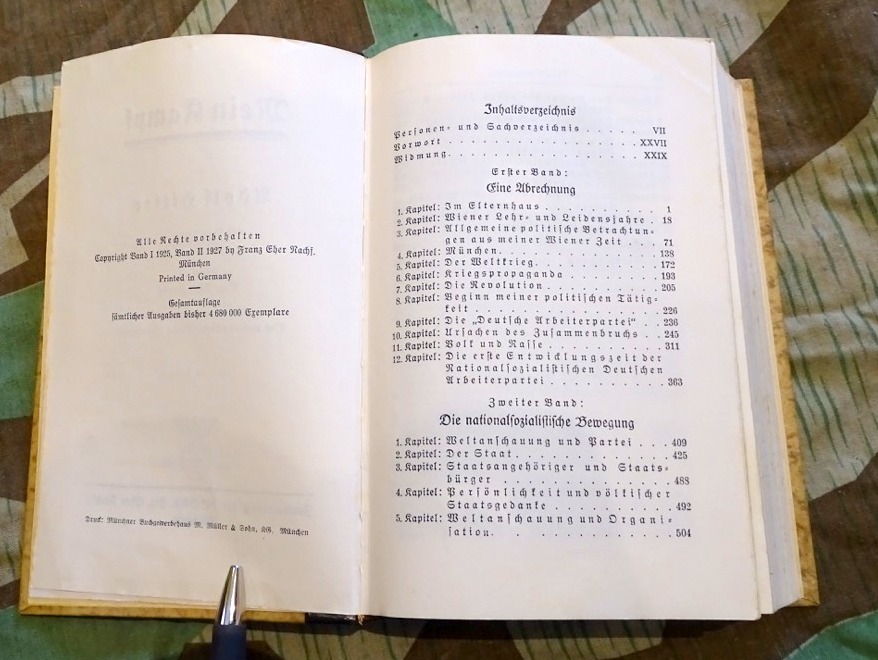 Alle Rechte vorbehalten
Copyright Band I 1925, Band II 1927 by Franz Eher Nachf.
München
Printed in Germany
Gesamtauflage
sämtlicher Ausgaben bisher 4 680 000 Exemplare
Druck: Münchner Buchgewerbehaus M. Müller & Sohn, KG. München
Inhaltsverzeichnis
Personen- und Sachverzeichnis . . . . . . VII
Vorwort . . . . . . . . . . . . . . . . . XXVII
Widmung. . . . . . . . . . . . . . . . . XXIX
Erster Band:
Eine Abrechnung
1. Kapitel: Im Elternhaus . . . . . . . . . . 1
2. Kapitel: Wiener Lehr- und Leidensjahre . 18
3. Kapitel: Allgemeine politische Betrachtun-
gen aus meiner Wiener Zeit . . . 71
4. Kapitel: München. . . . . . . . . . . . . 138
5. Kapitel: Der Weltkrieg. . . . . . . . . . 172
6. Kapitel: Kriegspropaganda . . . . . . . 193
7. Kapitel: Die Revolution . . . . . . . . . 205
8. Kapitel: Beginn meiner politischen Tätig-
keit . . . . . . . . . . . . . . . 226
9. Kapitel: Die „Deutsche Arbeiterpartei“ . . 236
10. Kapitel: Ursachen des Zusammenbruchs . . 245
11. Kapitel: Volk und Rasse . . . . . . . . . 311
12. Kapitel: Die erste Entwicklungszeit der
Nationalsozialistischen Deutschen
Arbeiterpartei . . . . . . . . . . 363
Zweiter Band:
Die nationalsozialistische Bewegung
1. Kapitel: Weltanschauung und Partei . . . 409
2. Kapitel: Der Staat . . . . . . . . . . . . 425
3. Kapitel: Staatsangehöriger und Staats-
bürger . . . . . . . . . . . . . 488
4. Kapitel: Persönlichkeit und völkischer
Staatsgedanke . . . . . . . . . . 492
5. Kapitel: Weltanschauung und Organi-
sation. . . . . . . . . . . . . . 504